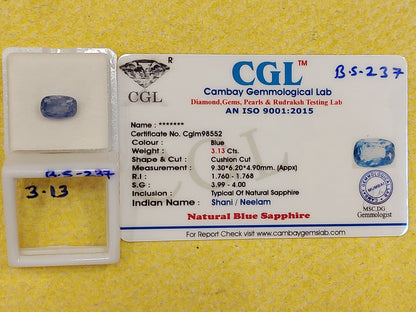 CGL™
B.S-237
R
CGL
Cambay Gemmological Lab
Diamond,Gems, Pearls & Rudraksh Testing Lab
AN ISO 9001:2015
Name : *******
Certificate No. Cglm98552
Colour : Blue
Weight : 3.13 Cts.
Shape & Cut : Cushion Cut
Measurement : 9.30*6.20*4.90mm. (Appx)
R.I : 1.760 - 1.768
S.G : 3.99 - 4.00
Inclusion : Typical Of Natural Sapphire
Indian Name : Shani / Neelam
MSC,DG
Gemmologist
Natural Blue Sapphire
For Report Check visit -www.cambaygemslab.com
B.S-237
3.13